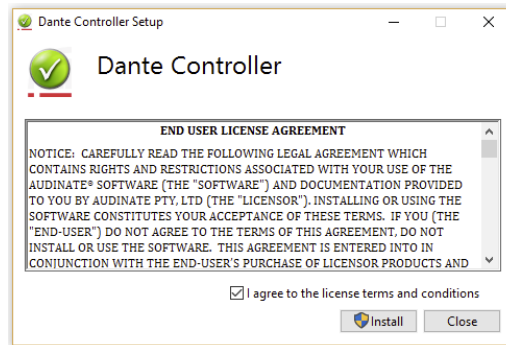 Dante Controller Setup
Dante Controller
END USER LICENSE AGREEMENT
NOTICE: CAREFULLY READ THE FOLLOWING LEGAL AGREEMENT WHICH
CONTAINS RIGHTS AND RESTRICTIONS ASSOCIATED WITH YOUR USE OF THE
AUDINATE® SOFTWARE (THE "SOFTWARE") AND DOCUMENTATION PROVIDED
TO YOU BY AUDINATE PTY, LTD (THE "LICENSOR"). INSTALLING OR USING THE
SOFTWARE CONSTITUTES YOUR ACCEPTANCE OF THESE TERMS. IF YOU (THE
"END-USER") DO NOT AGREE TO THE TERMS OF THIS AGREEMENT, DO NOT
INSTALL OR USE THE SOFTWARE. THIS AGREEMENT IS ENTERED INTO IN
CONJUNCTION WITH THE END-USER'S PURCHASE OF LICENSOR PRODUCTS AND
I agree to the license terms and conditions
Install Close